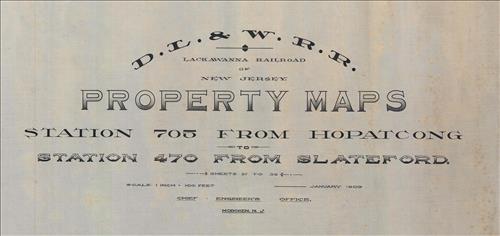 D. L. & W. R. R.
LACKAWANNA RAILROAD
OF
NEW JERSEY.
PROPERTY MAPS
STATION 705 FROM HOPATCONG
TO
STATION 470 FROM SLATEFORD.
SHEETS 27 TO 39
SCALE: 1 INCH = 100 FEET
JANUARY 1909
CHIEF ENGINEER'S OFFICE,
HOBOKEN, N. J.